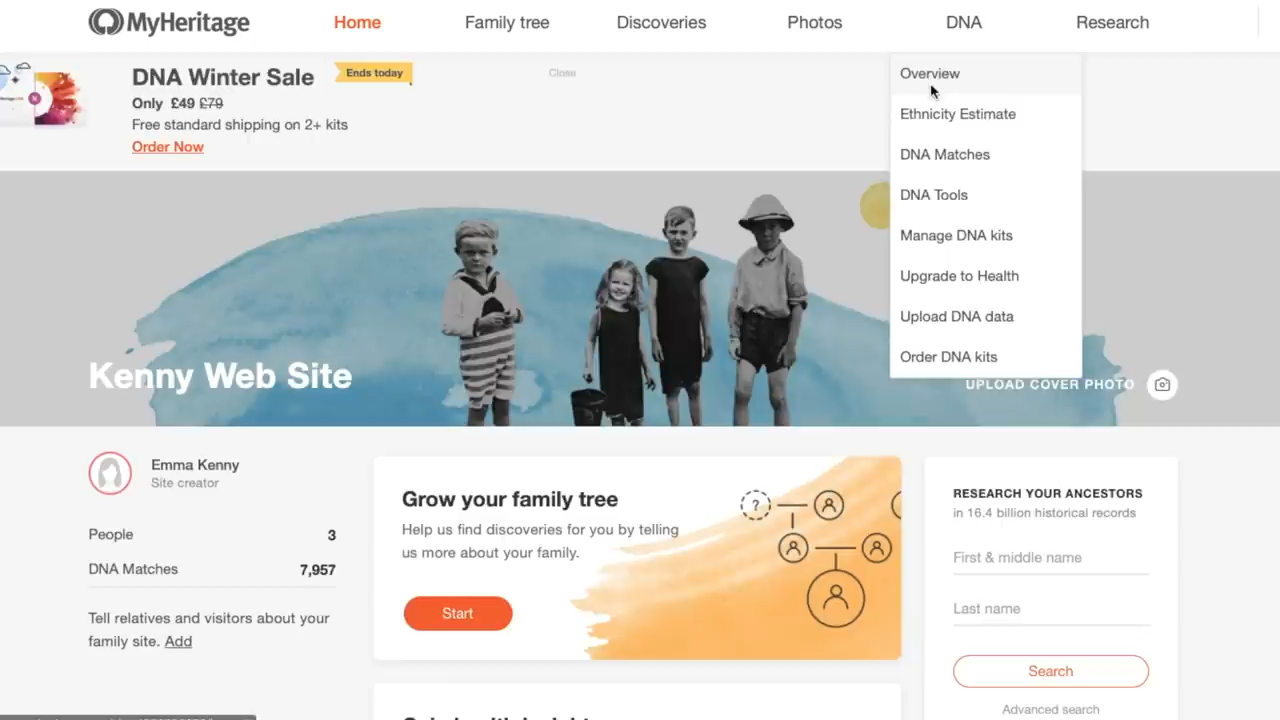 MyHeritage
Home
Family tree
Discoveries
Photos
DNA
Research
DNA Winter Sale
Ends today
Close
Only £49 £79
Free standard shipping on 2+ kits
Order Now
Overview
Ethnicity Estimate
DNA Matches
DNA Tools
Manage DNA kits
Upgrade to Health
Upload DNA data
Order DNA kits
Kenny Web Site
UPLOAD COVER PHOTO
Emma Kenny
Site creator
People 3
DNA Matches 7,957
Tell relatives and visitors about your
family site. Add
Grow your family tree
Help us find discoveries for you by telling
us more about your family.
?
Start
RESEARCH YOUR ANCESTORS
in 16.4 billion historical records
First & middle name
Last name
Search
Advanced search